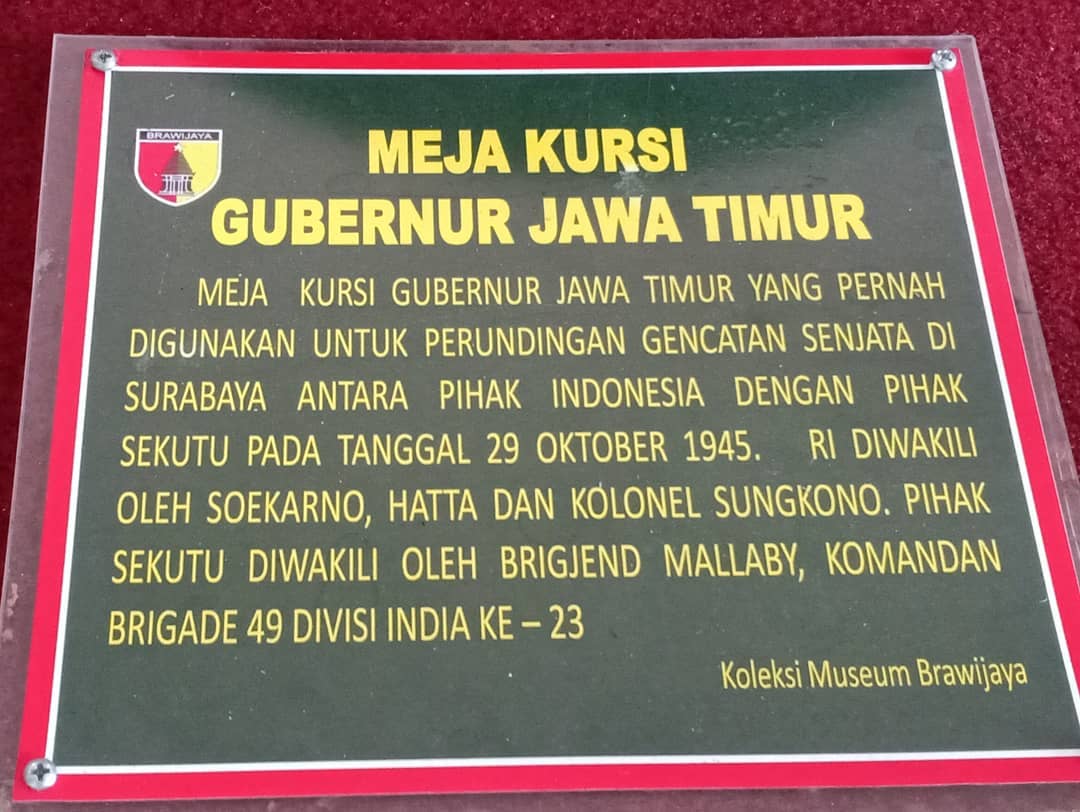 BRAWIJAYA
MEJA KURSI
GUBERNUR JAWA TIMUR
MEJA KURSI GUBERNUR JAWA TIMUR YANG PERNAH
DIGUNAKAN UNTUK PERUNDINGAN GENCATAN SENJATA DI
SURABAYA ANTARA PIHAK INDONESIA DENGAN PIHAK
SEKUTU PADA TANGGAL 29 OKTOBER 1945. RI DIWAKILI
OLEH SOEKARNO, HATTA DAN KOLONEL SUNGKONO. PIHAK
SEKUTU DIWAKILI OLEH BRIGJEND MALLABY, KOMANDAN
BRIGADE 49 DIVISI INDIA KE – 23
Koleksi Museum Brawijaya